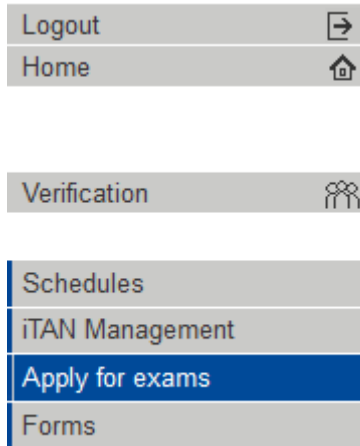 Logout
Home
Verification
Schedules
iTAN Management
Apply for exams
Forms